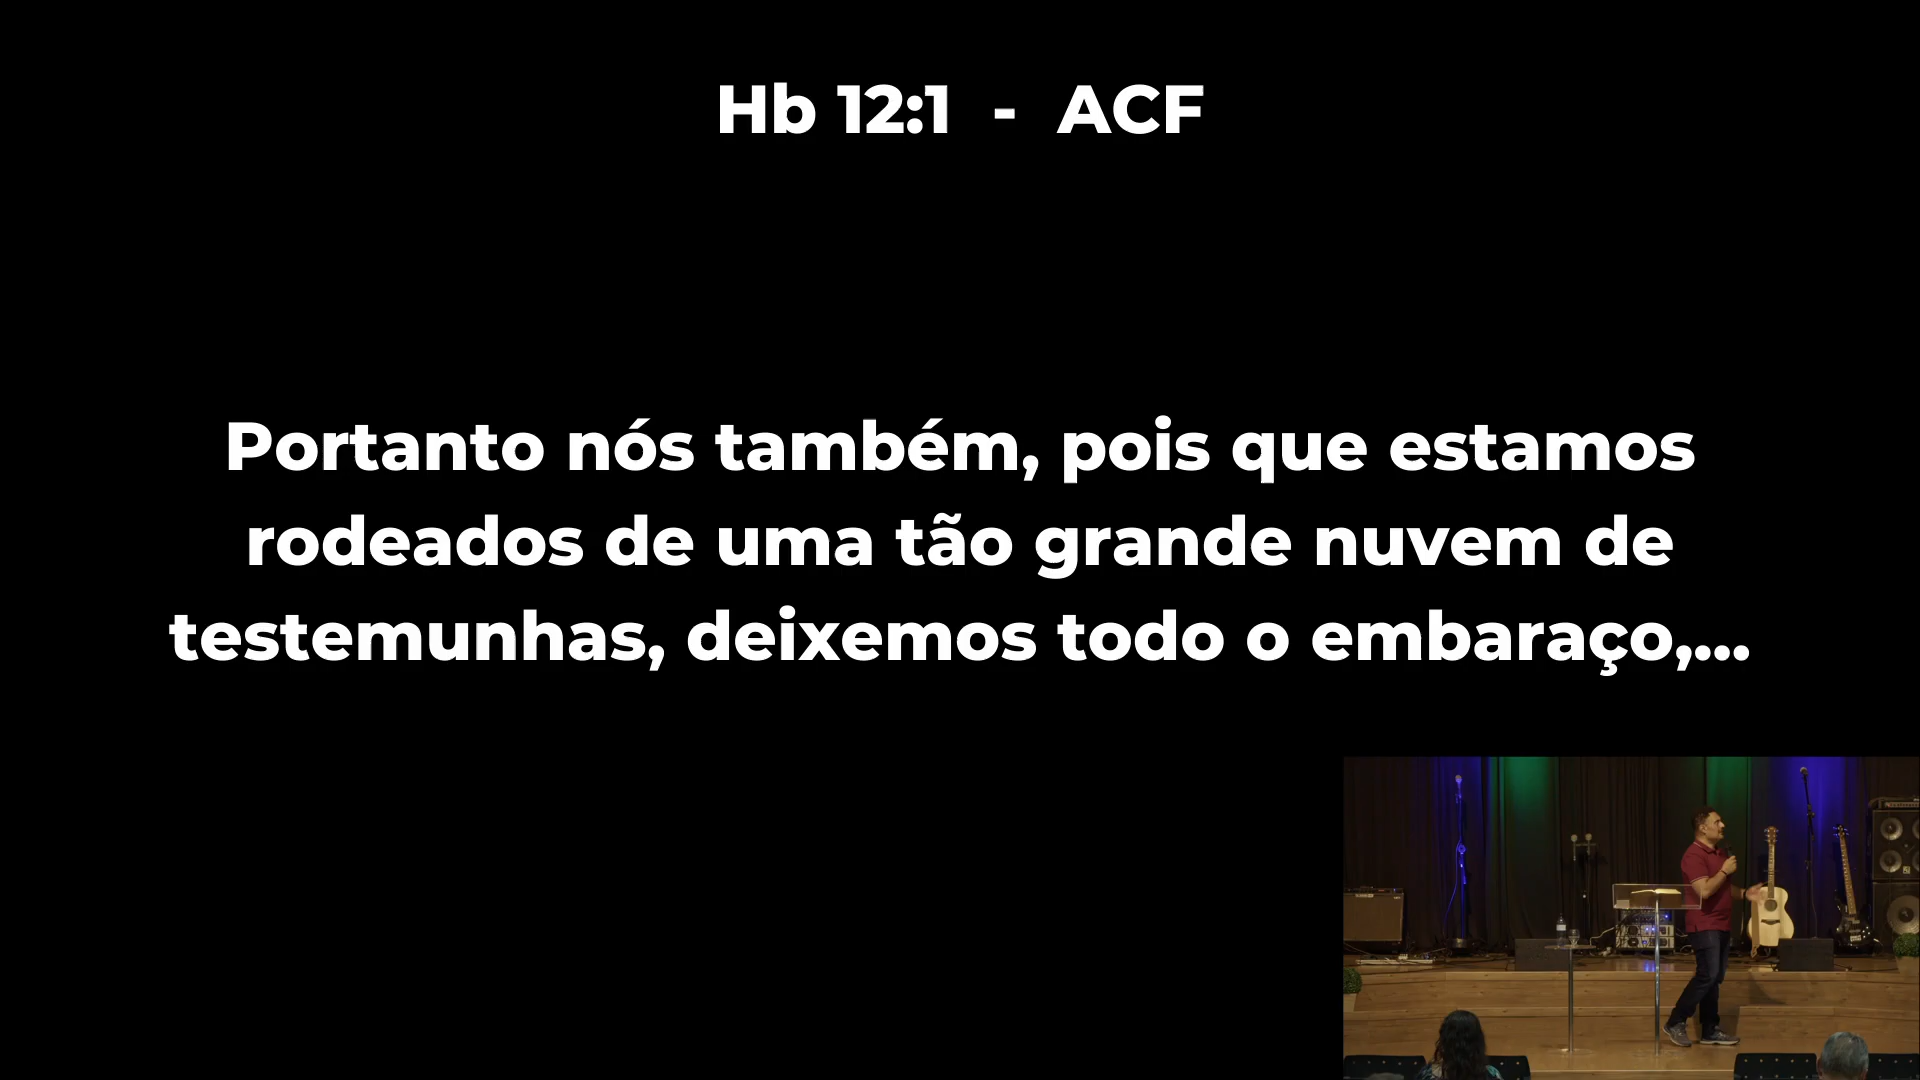 Hb 12:1 - ACF
Portanto nós também, pois que estamos
rodeados de uma tão grande nuvem de
testemunhas, deixemos todo o embaraço,...